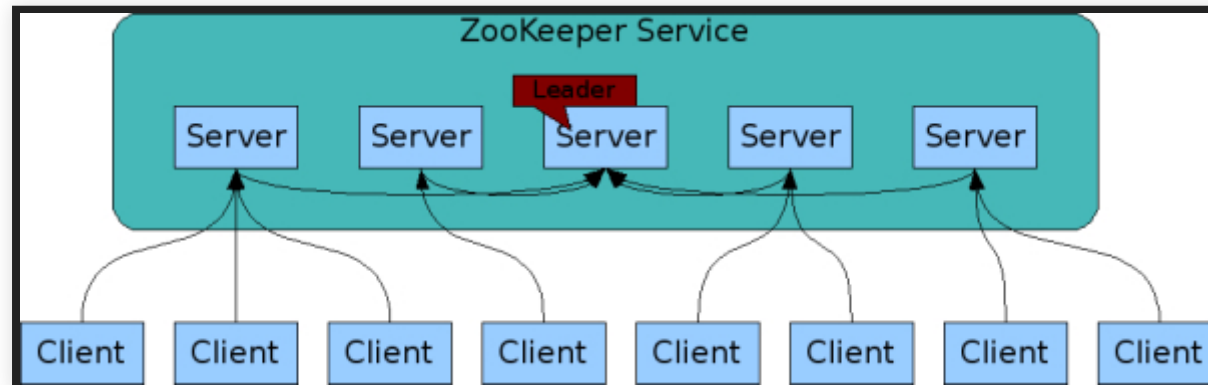 ZooKeeper Service
Leader
Server Server Server Server Server
Client Client Client Client Client Client Client Client